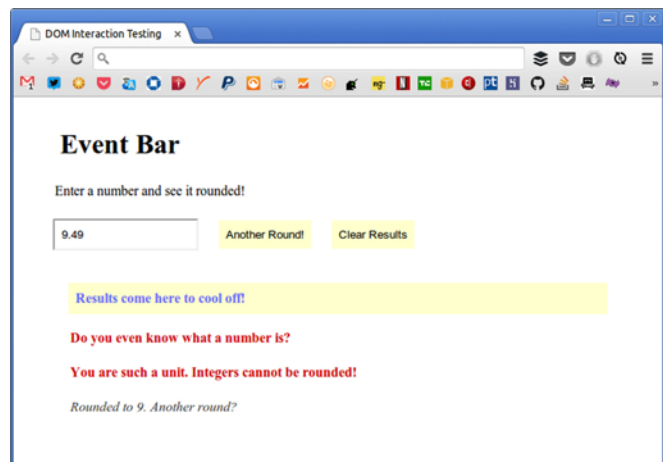 DOM Interaction Testing
Event Bar
Enter a number and see it rounded!
9.49 Another Round! Clear Results
Results come here to cool off!
Do you even know what a number is?
You are such a unit. Integers cannot be rounded!
Rounded to 9. Another round?